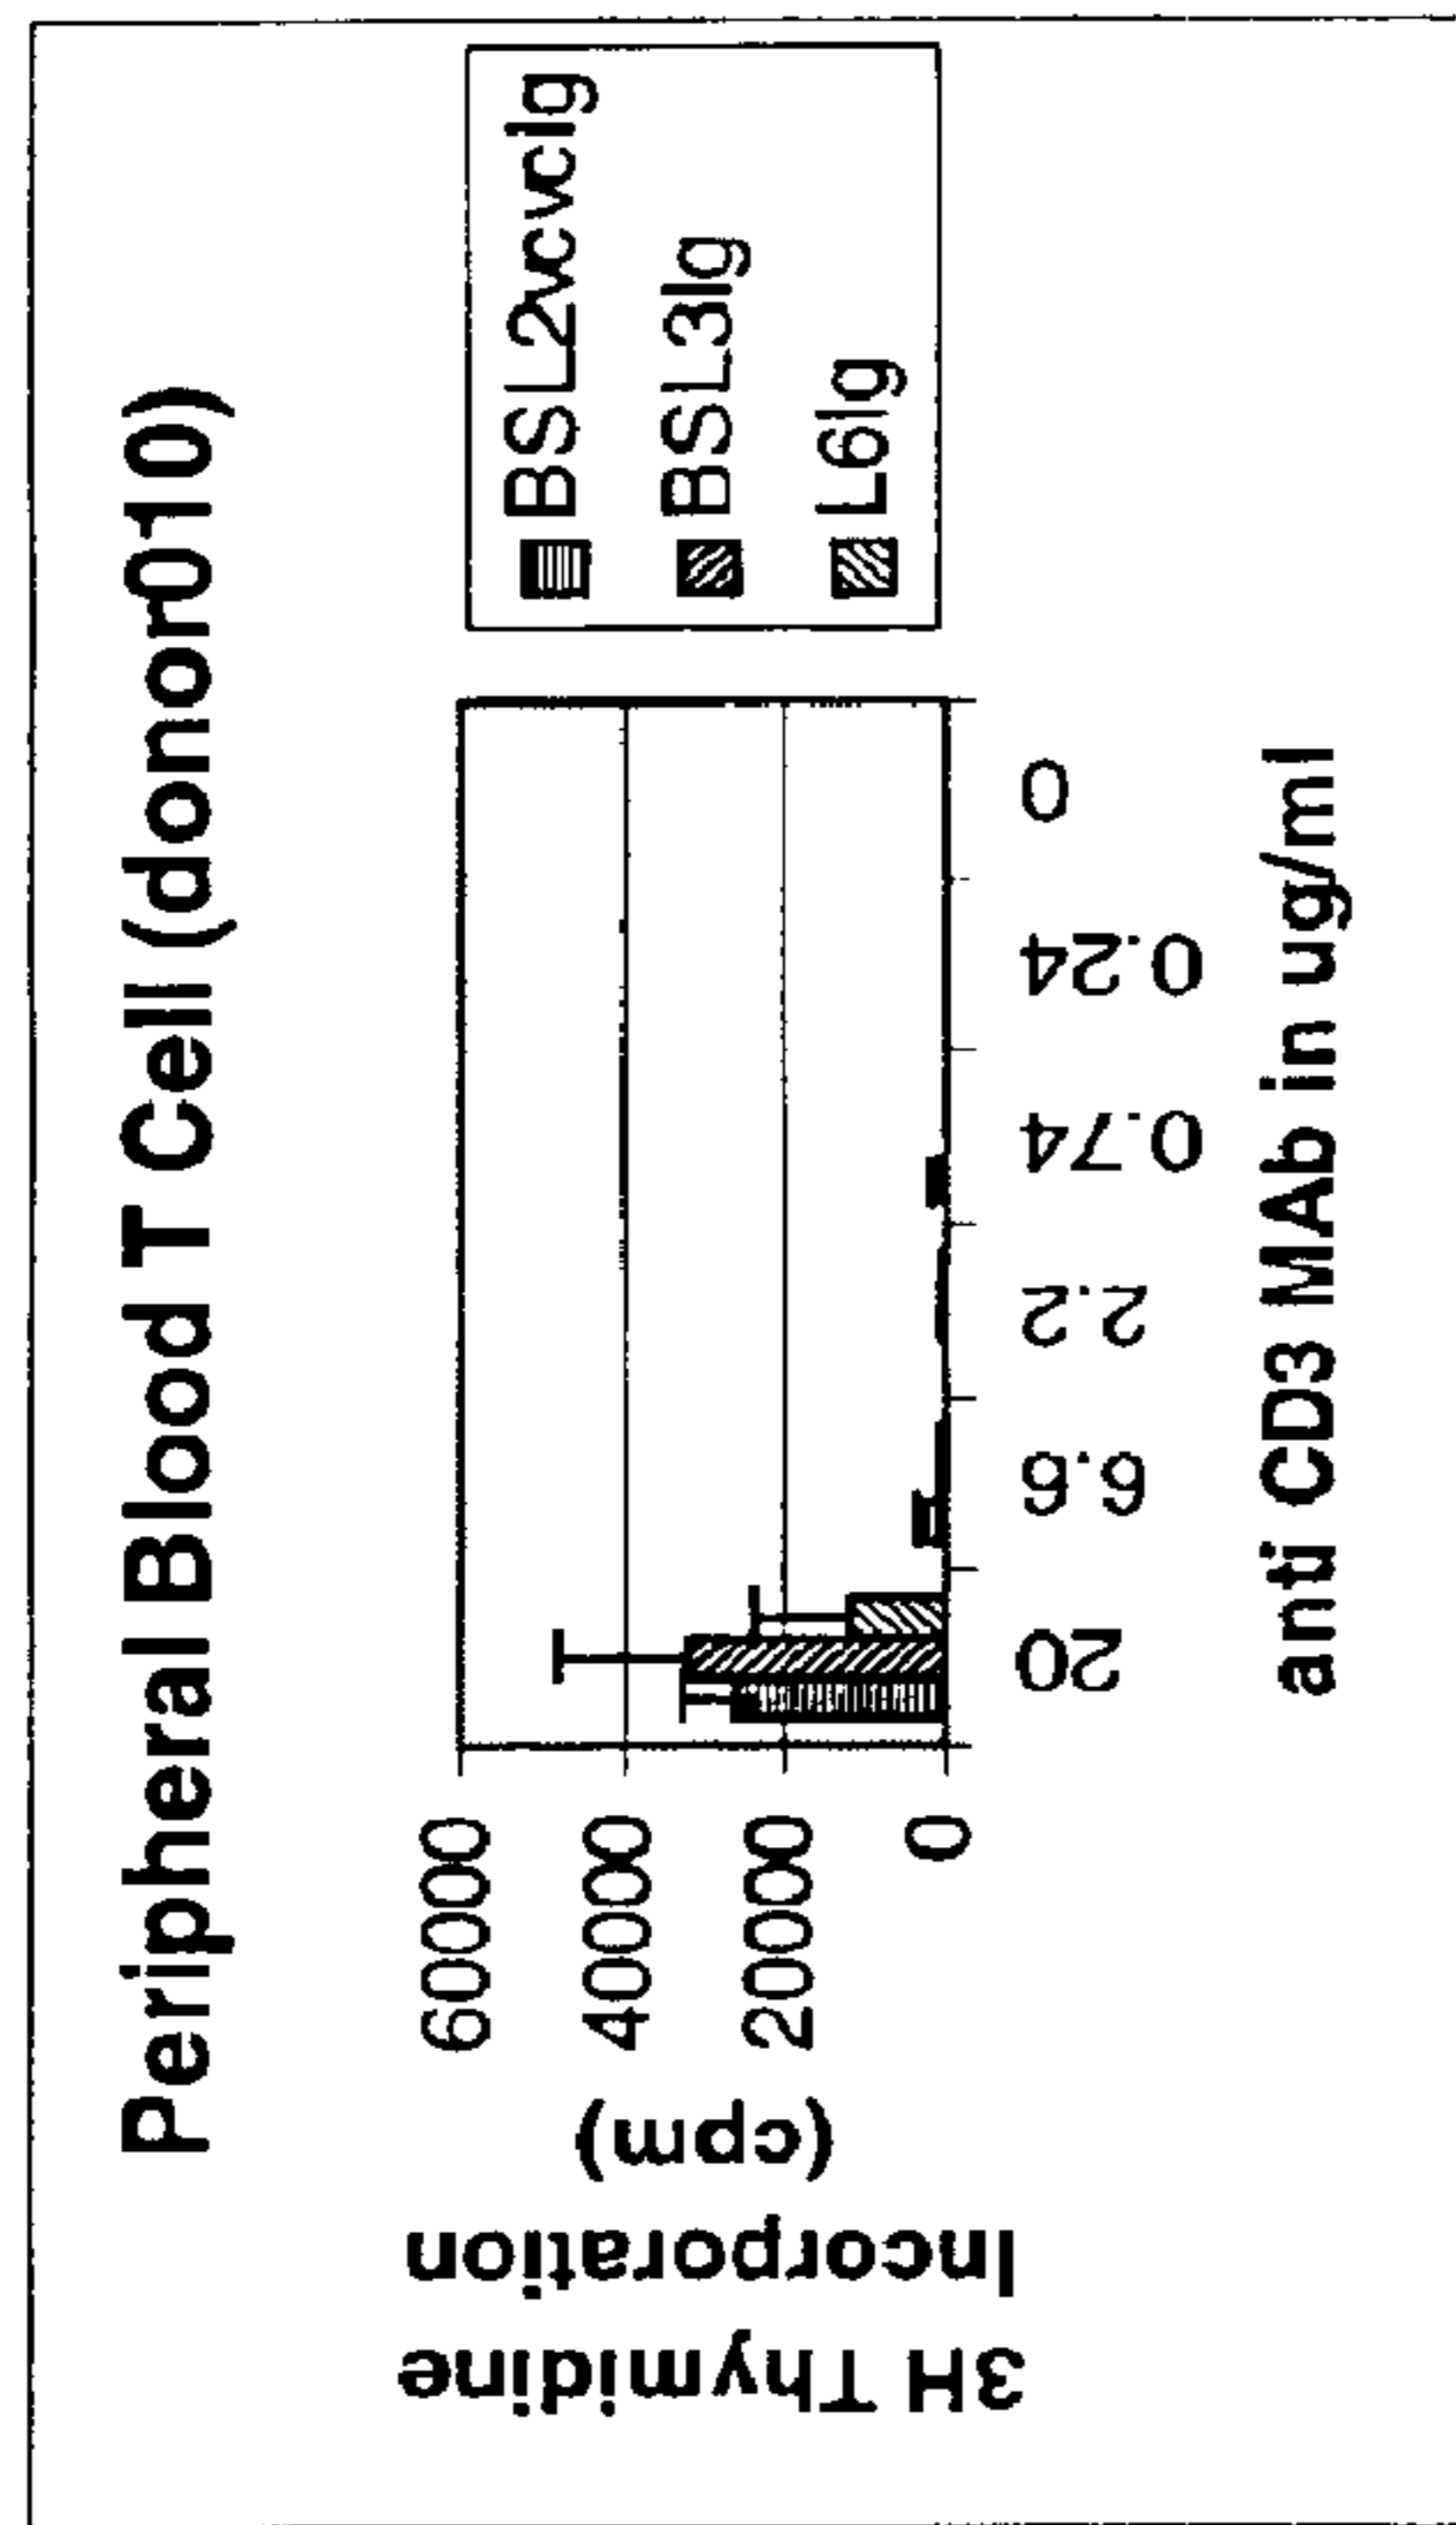 Peripheral Blood T Cell (donor010)
3H Thymidine
Incorporation
(cpm)
60000
40000
20000
0
20
6.6
2.2
0.74
0.24
0
anti CD3 MAb in ug/ml
BSL2vcvcIg
BSL3Ig
L6Ig